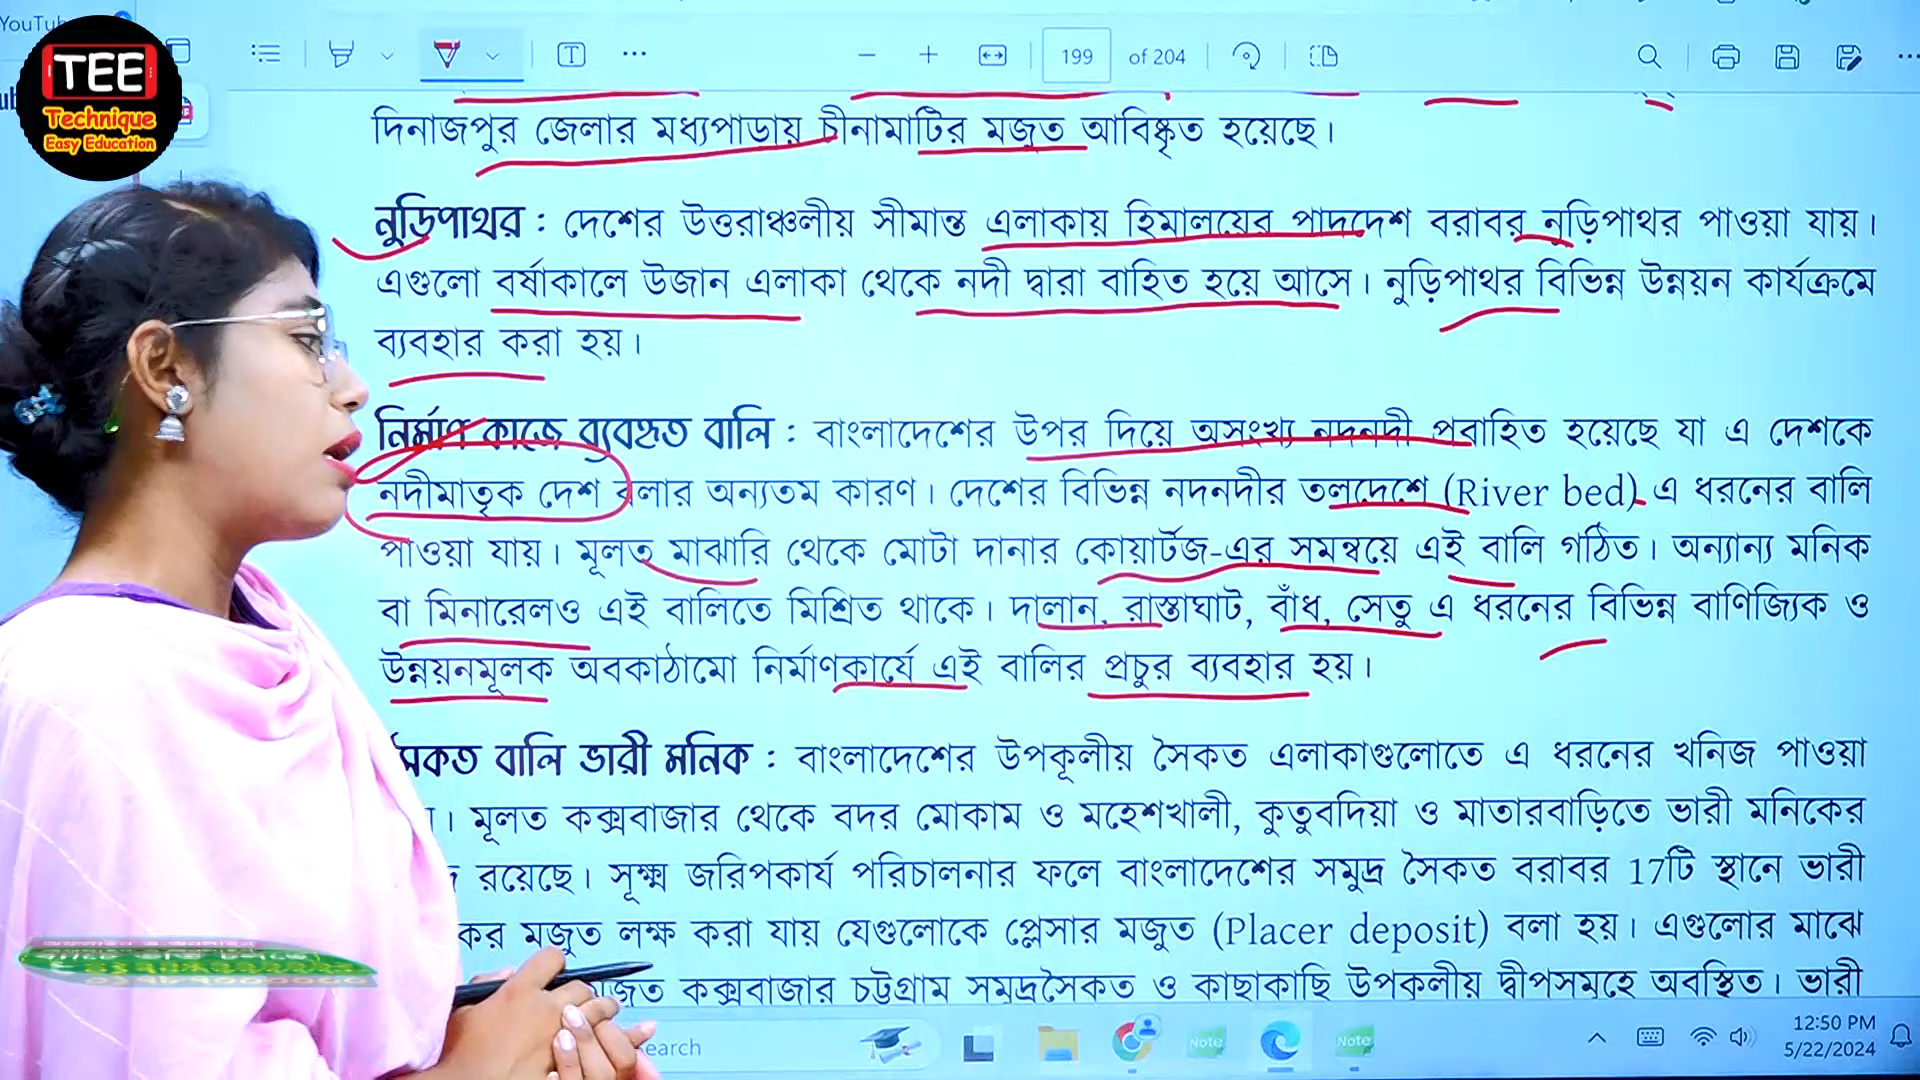 YouTu
TEE
Technique
Easy Education
199 of 204
দিনাজপুর জেলার মধ্যপাড়ায় চীনামাটির মজুত আবিষ্কৃত হয়েছে।
নুড়িপাথর : দেশের উত্তরাঞ্চলীয় সীমান্ত এলাকায় হিমালয়ের পাদদেশ বরাবর নুড়িপাথর পাওয়া যায়।
এগুলো বর্ষাকালে উজান এলাকা থেকে নদী দ্বারা বাহিত হয়ে আসে। নুড়িপাথর বিভিন্ন উন্নয়ন কার্যক্রমে
ব্যবহার করা হয়।
নির্মাণ কাজে ব্যবহৃত বালি : বাংলাদেশের উপর দিয়ে অসংখ্য নদনদী প্রবাহিত হয়েছে যা এ দেশকে
নদীমাতৃক দেশ বলার অন্যতম কারণ। দেশের বিভিন্ন নদনদীর তলদেশে (River bed) এ ধরনের বালি
পাওয়া যায়। মূলত মাঝারি থেকে মোটা দানার কোয়ার্টজ-এর সমন্বয়ে এই বালি গঠিত। অন্যান্য মনিক
বা মিনারেলও এই বালিতে মিশ্রিত থাকে। দালান, রাস্তাঘাট, বাঁধ, সেতু এ ধরনের বিভিন্ন বাণিজ্যিক ও
উন্নয়নমূলক অবকাঠামো নির্মাণকার্যে এই বালির প্রচুর ব্যবহার হয়।
সৈকত বালি ভারী মনিক : বাংলাদেশের উপকূলীয় সৈকত এলাকাগুলোতে এ ধরনের খনিজ পাওয়া
। মূলত কক্সবাজার থেকে বদর মোকাম ও মহেশখালী, কুতুবদিয়া ও মাতারবাড়িতে ভারী মনিকের
রয়েছে। সূক্ষ্ম জরিপকার্য পরিচালনার ফলে বাংলাদেশের সমুদ্র সৈকত বরাবর 17টি স্থানে ভারী
মজুত লক্ষ করা যায় যেগুলোকে প্লেসার মজুত (Placer deposit) বলা হয়। এগুলোর মাঝে
কক্সবাজার চট্টগ্রাম সমুদ্রসৈকত ও কাছাকাছি উপকূলীয় দ্বীপসমূহে অবস্থিত। ভারী
earch
Note
Note
12:50 PM
5/22/2024